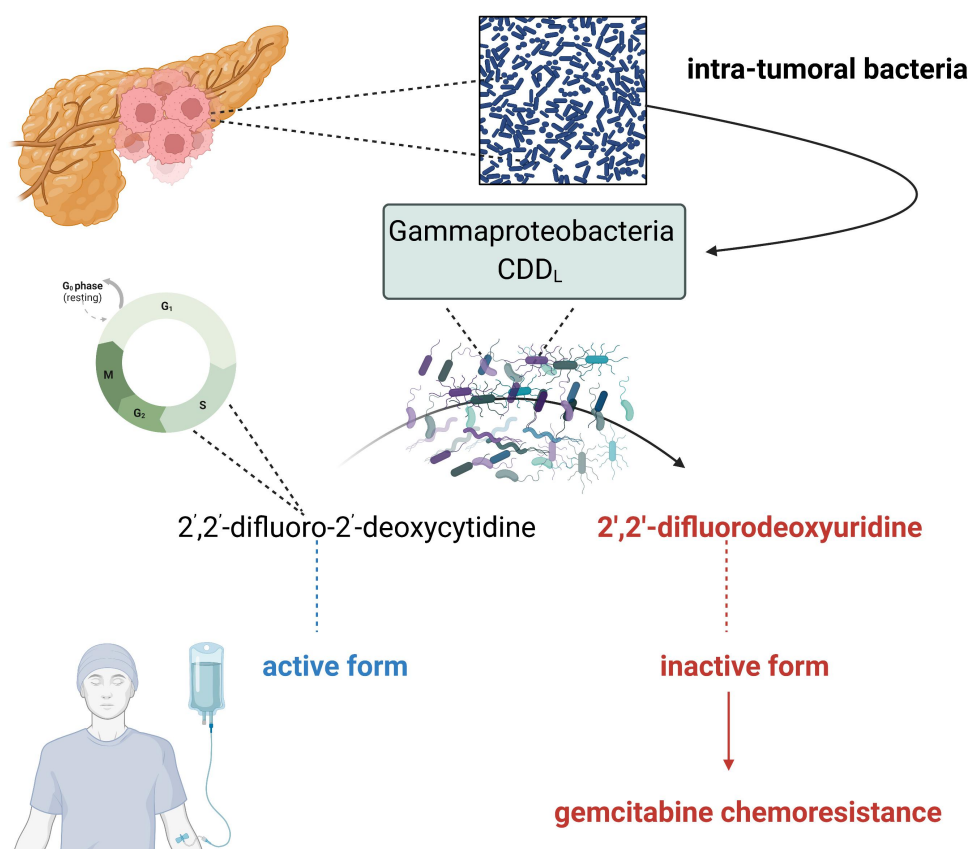 intra-tumoral bacteria
Gammaproteobacteria
CDD_L
G₀ phase
(resting)
G₁
M
S
G₂
2’,2’-difluoro-2’-deoxycytidine
2',2'-difluorodeoxyuridine
active form
inactive form
gemcitabine chemoresistance